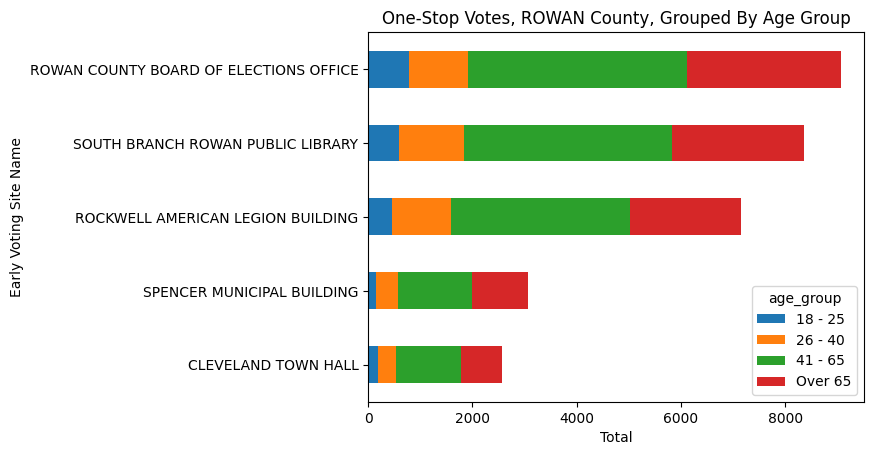 One-Stop Votes, ROWAN County, Grouped By Age Group
Early Voting Site Name
ROWAN COUNTY BOARD OF ELECTIONS OFFICE
SOUTH BRANCH ROWAN PUBLIC LIBRARY
ROCKWELL AMERICAN LEGION BUILDING
SPENCER MUNICIPAL BUILDING
CLEVELAND TOWN HALL
age_group
18 - 25
26 - 40
41 - 65
Over 65
0 2000 4000 6000 8000
Total